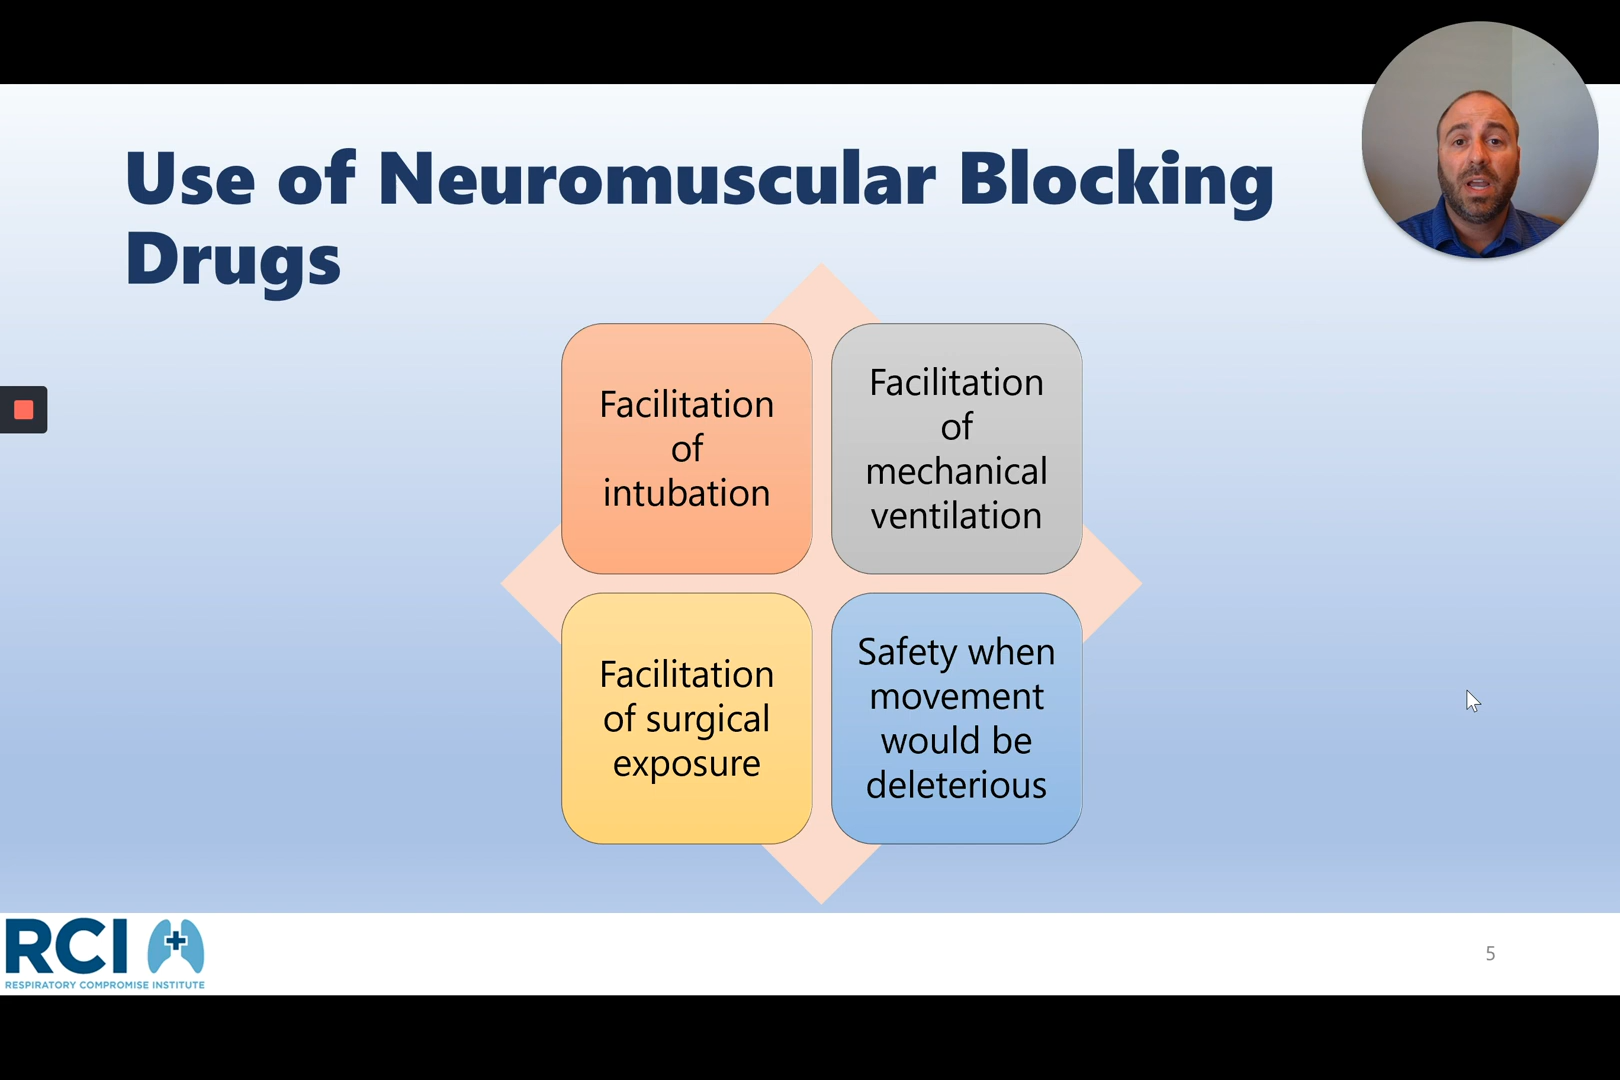 Use of Neuromuscular Blocking
Drugs
Facilitation
of
intubation
Facilitation
of
mechanical
ventilation
Facilitation
of surgical
exposure
Safety when
movement
would be
deleterious
RCI
RESPIRATORY COMPROMISE INSTITUTE
5